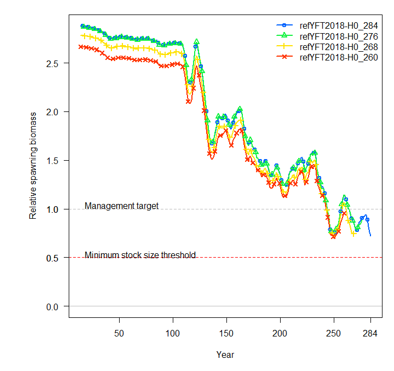 refYFT2018-H0_284
refYFT2018-H0_276
refYFT2018-H0_268
refYFT2018-H0_260
Relative spawning biomass
2.5
2.0
1.5
1.0
0.5
0.0
Management target
Minimum stock size threshold
50
100
150
200
250
284
Year